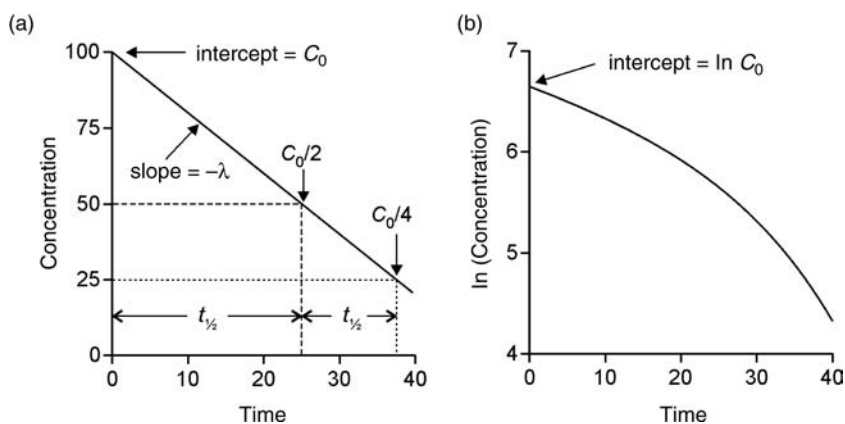 (a)
100
intercept = C₀
75
slope = –λ
C₀/2
50
C₀/4
25
t½
t½
0
0 10 20 30 40
Concentration
Time
(b)
7
intercept = ln C₀
6
5
4
0 10 20 30 40
ln (Concentration)
Time